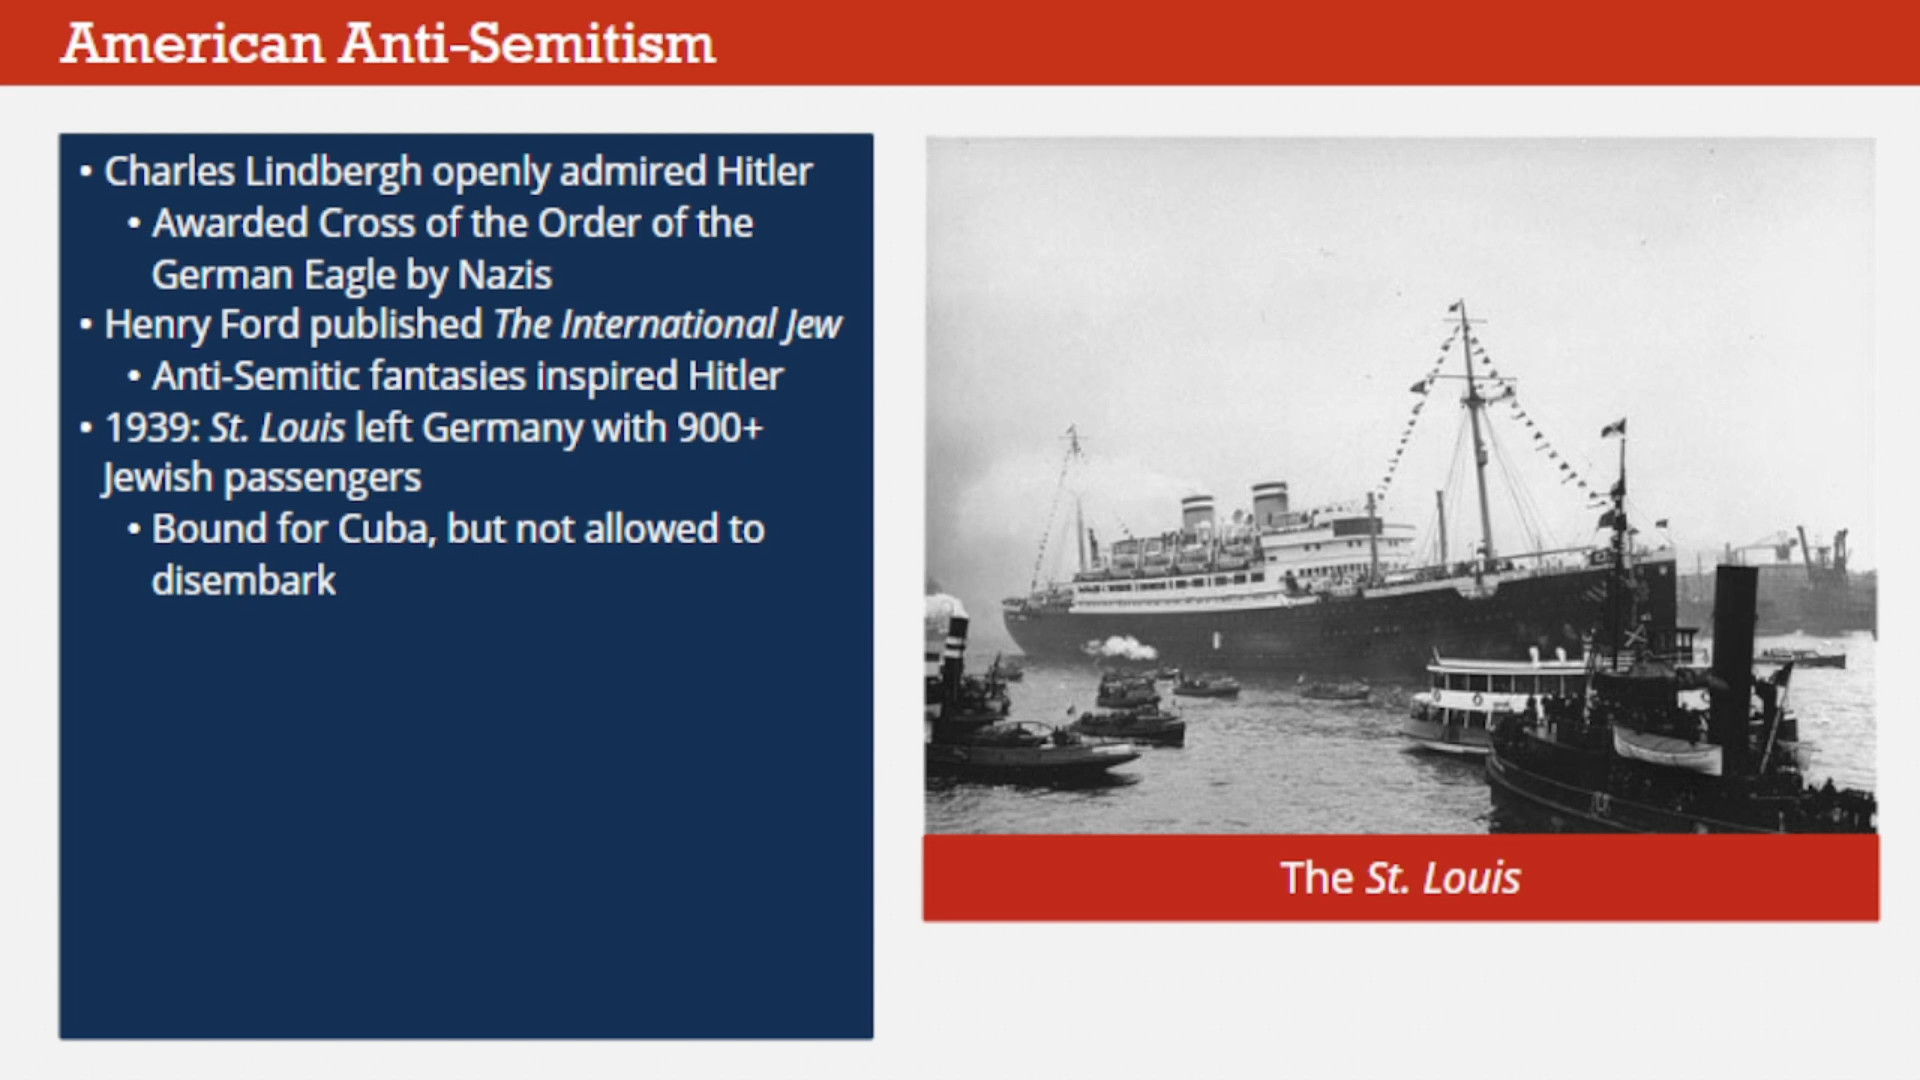 American Anti-Semitism
• Charles Lindbergh openly admired Hitler
• Awarded Cross of the Order of the
German Eagle by Nazis
• Henry Ford published The International Jew
• Anti-Semitic fantasies inspired Hitler
• 1939: St. Louis left Germany with 900+
Jewish passengers
• Bound for Cuba, but not allowed to
disembark
The St. Louis